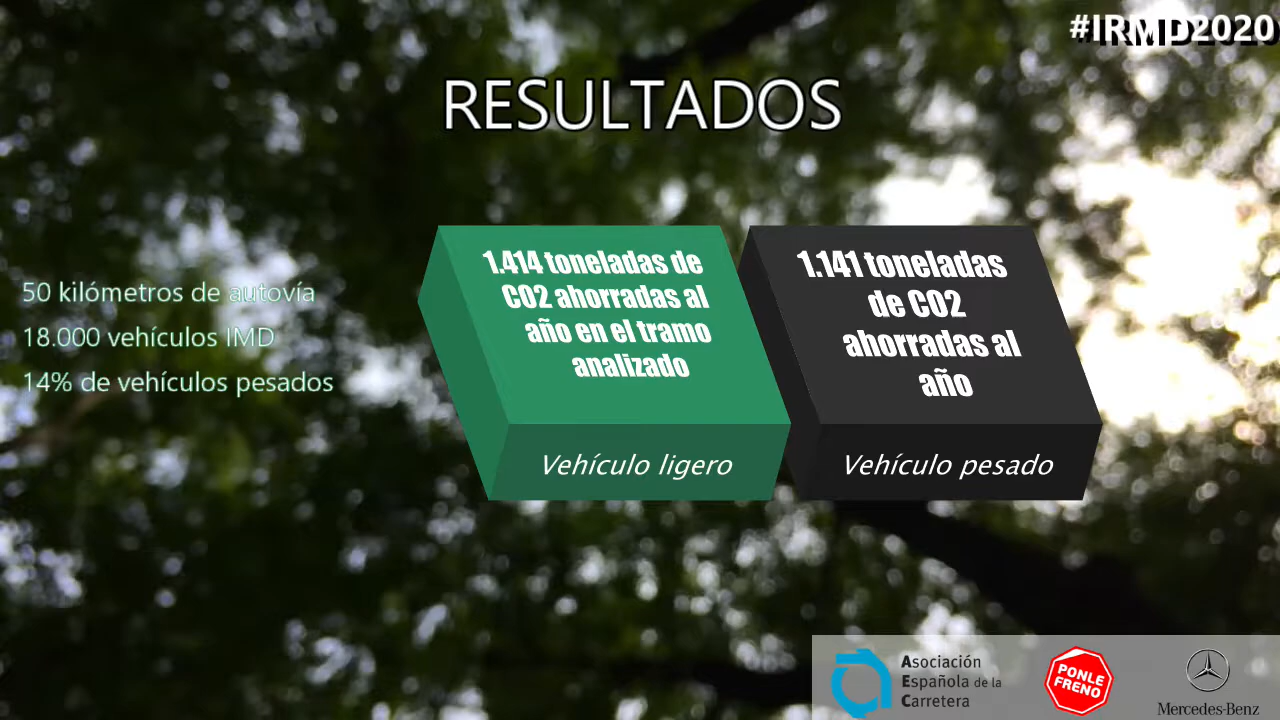 #IRMD2020
RESULTADOS
50 kilómetros de autovía
18.000 vehículos IMD
14% de vehículos pesados
1.414 toneladas de
CO2 ahorradas al
año en el tramo
analizado
Vehículo ligero
1.141 toneladas
de CO2
ahorradas al
año
Vehículo pesado
Asociación
Española de la
Carretera
PONLE
FRENO
Mercedes-Benz